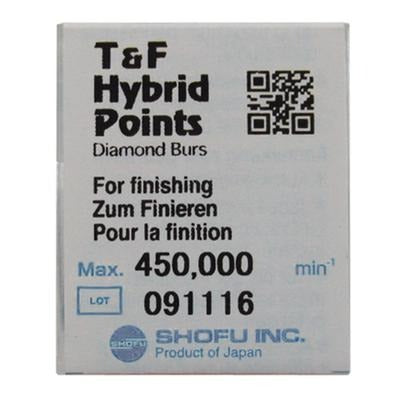 T&F
Hybrid
Points
Diamond Burs
For finishing
Zum Finieren
Pour la finition
Max. 450,000 min⁻¹
LOT 091116
SHOFU SHOFU INC.
Product of Japan